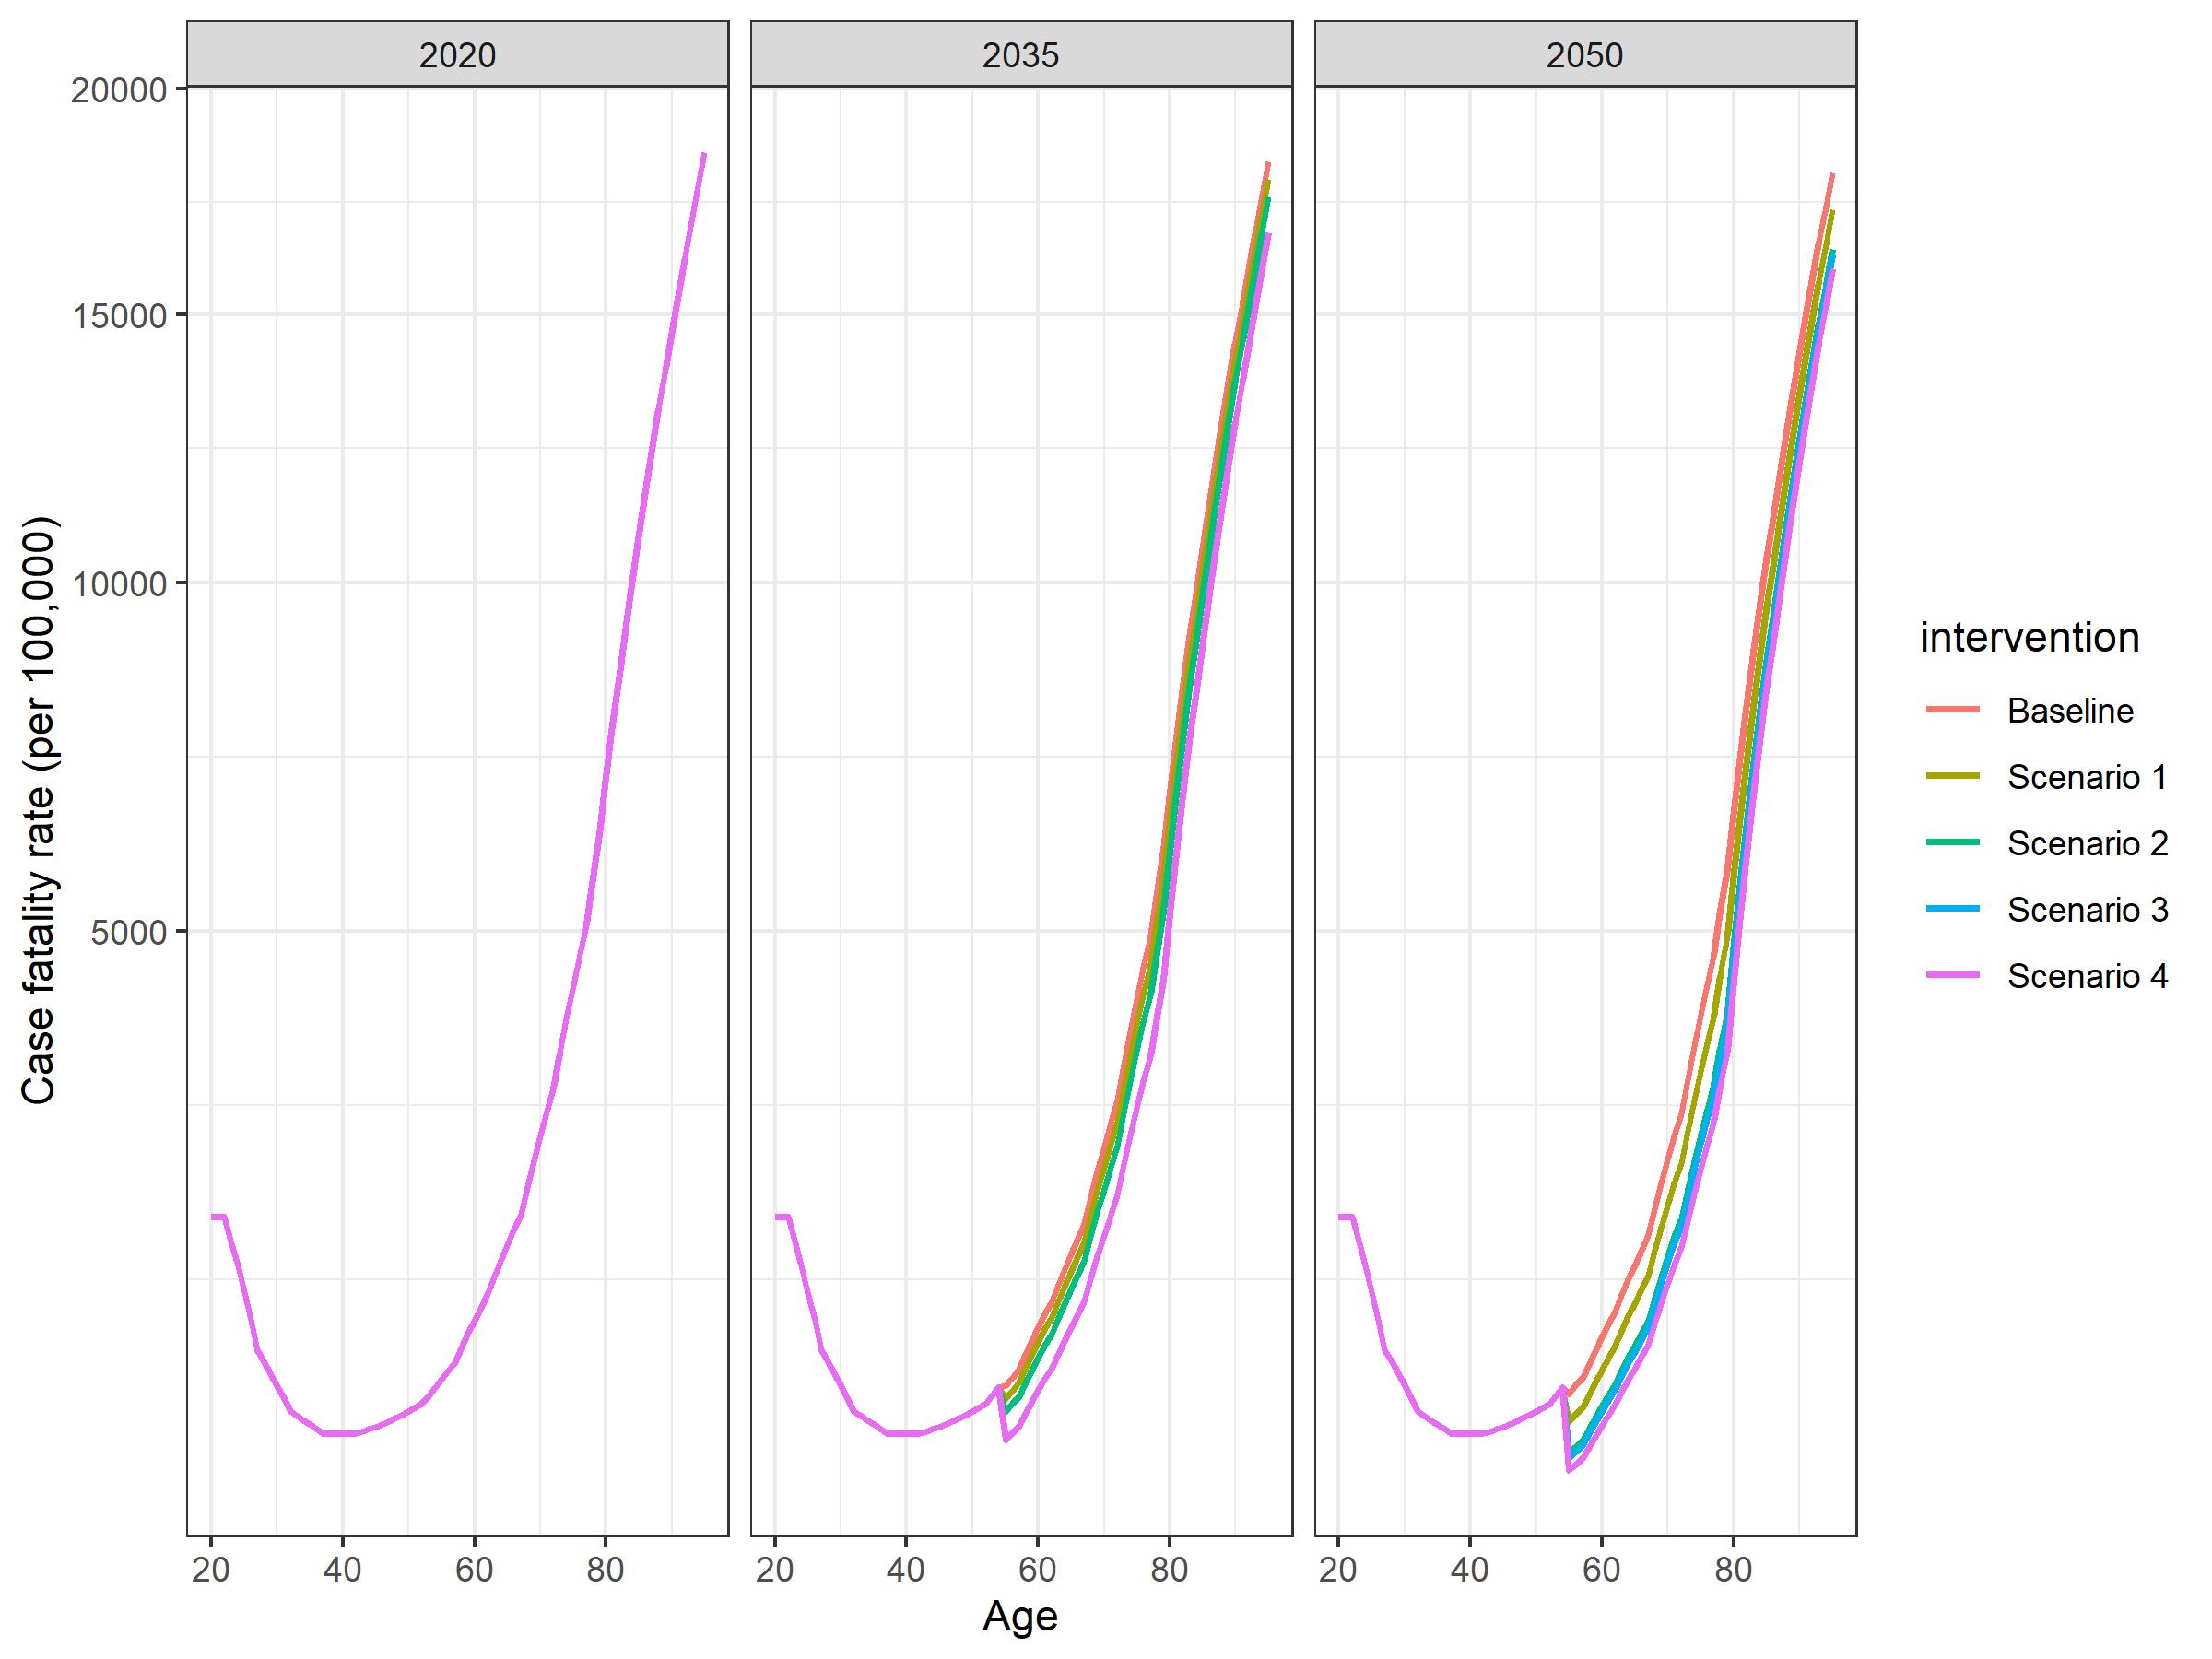 2020
2035
2050
20000
15000
10000
5000
Case fatality rate (per 100,000)
20 40 60 80
20 40 60 80
20 40 60 80
Age
intervention
Baseline
Scenario 1
Scenario 2
Scenario 3
Scenario 4